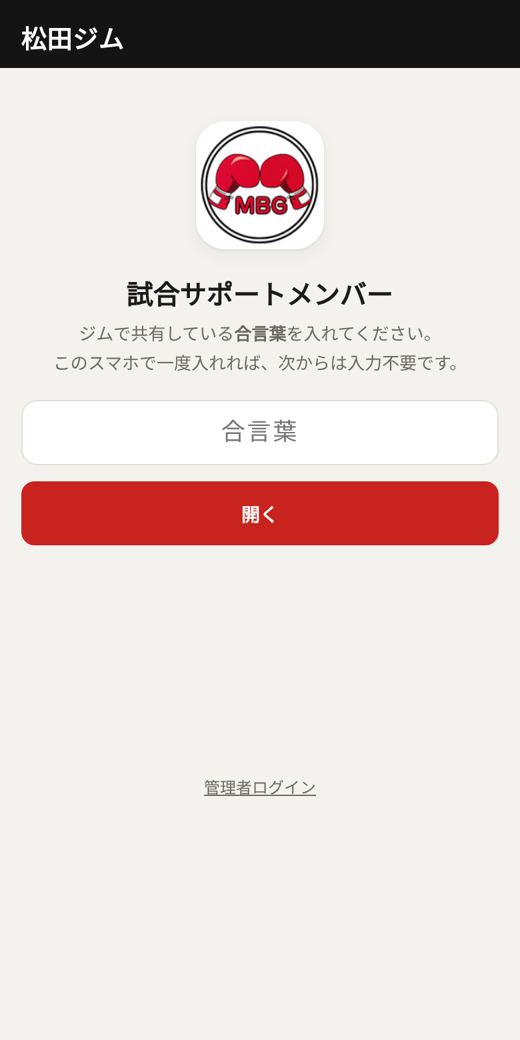 松田ジム
MBG
試合サポートメンバー
ジムで共有している合言葉を入れてください。
このスマホで一度入れれば、次からは入力不要です。
合言葉
開く
管理者ログイン